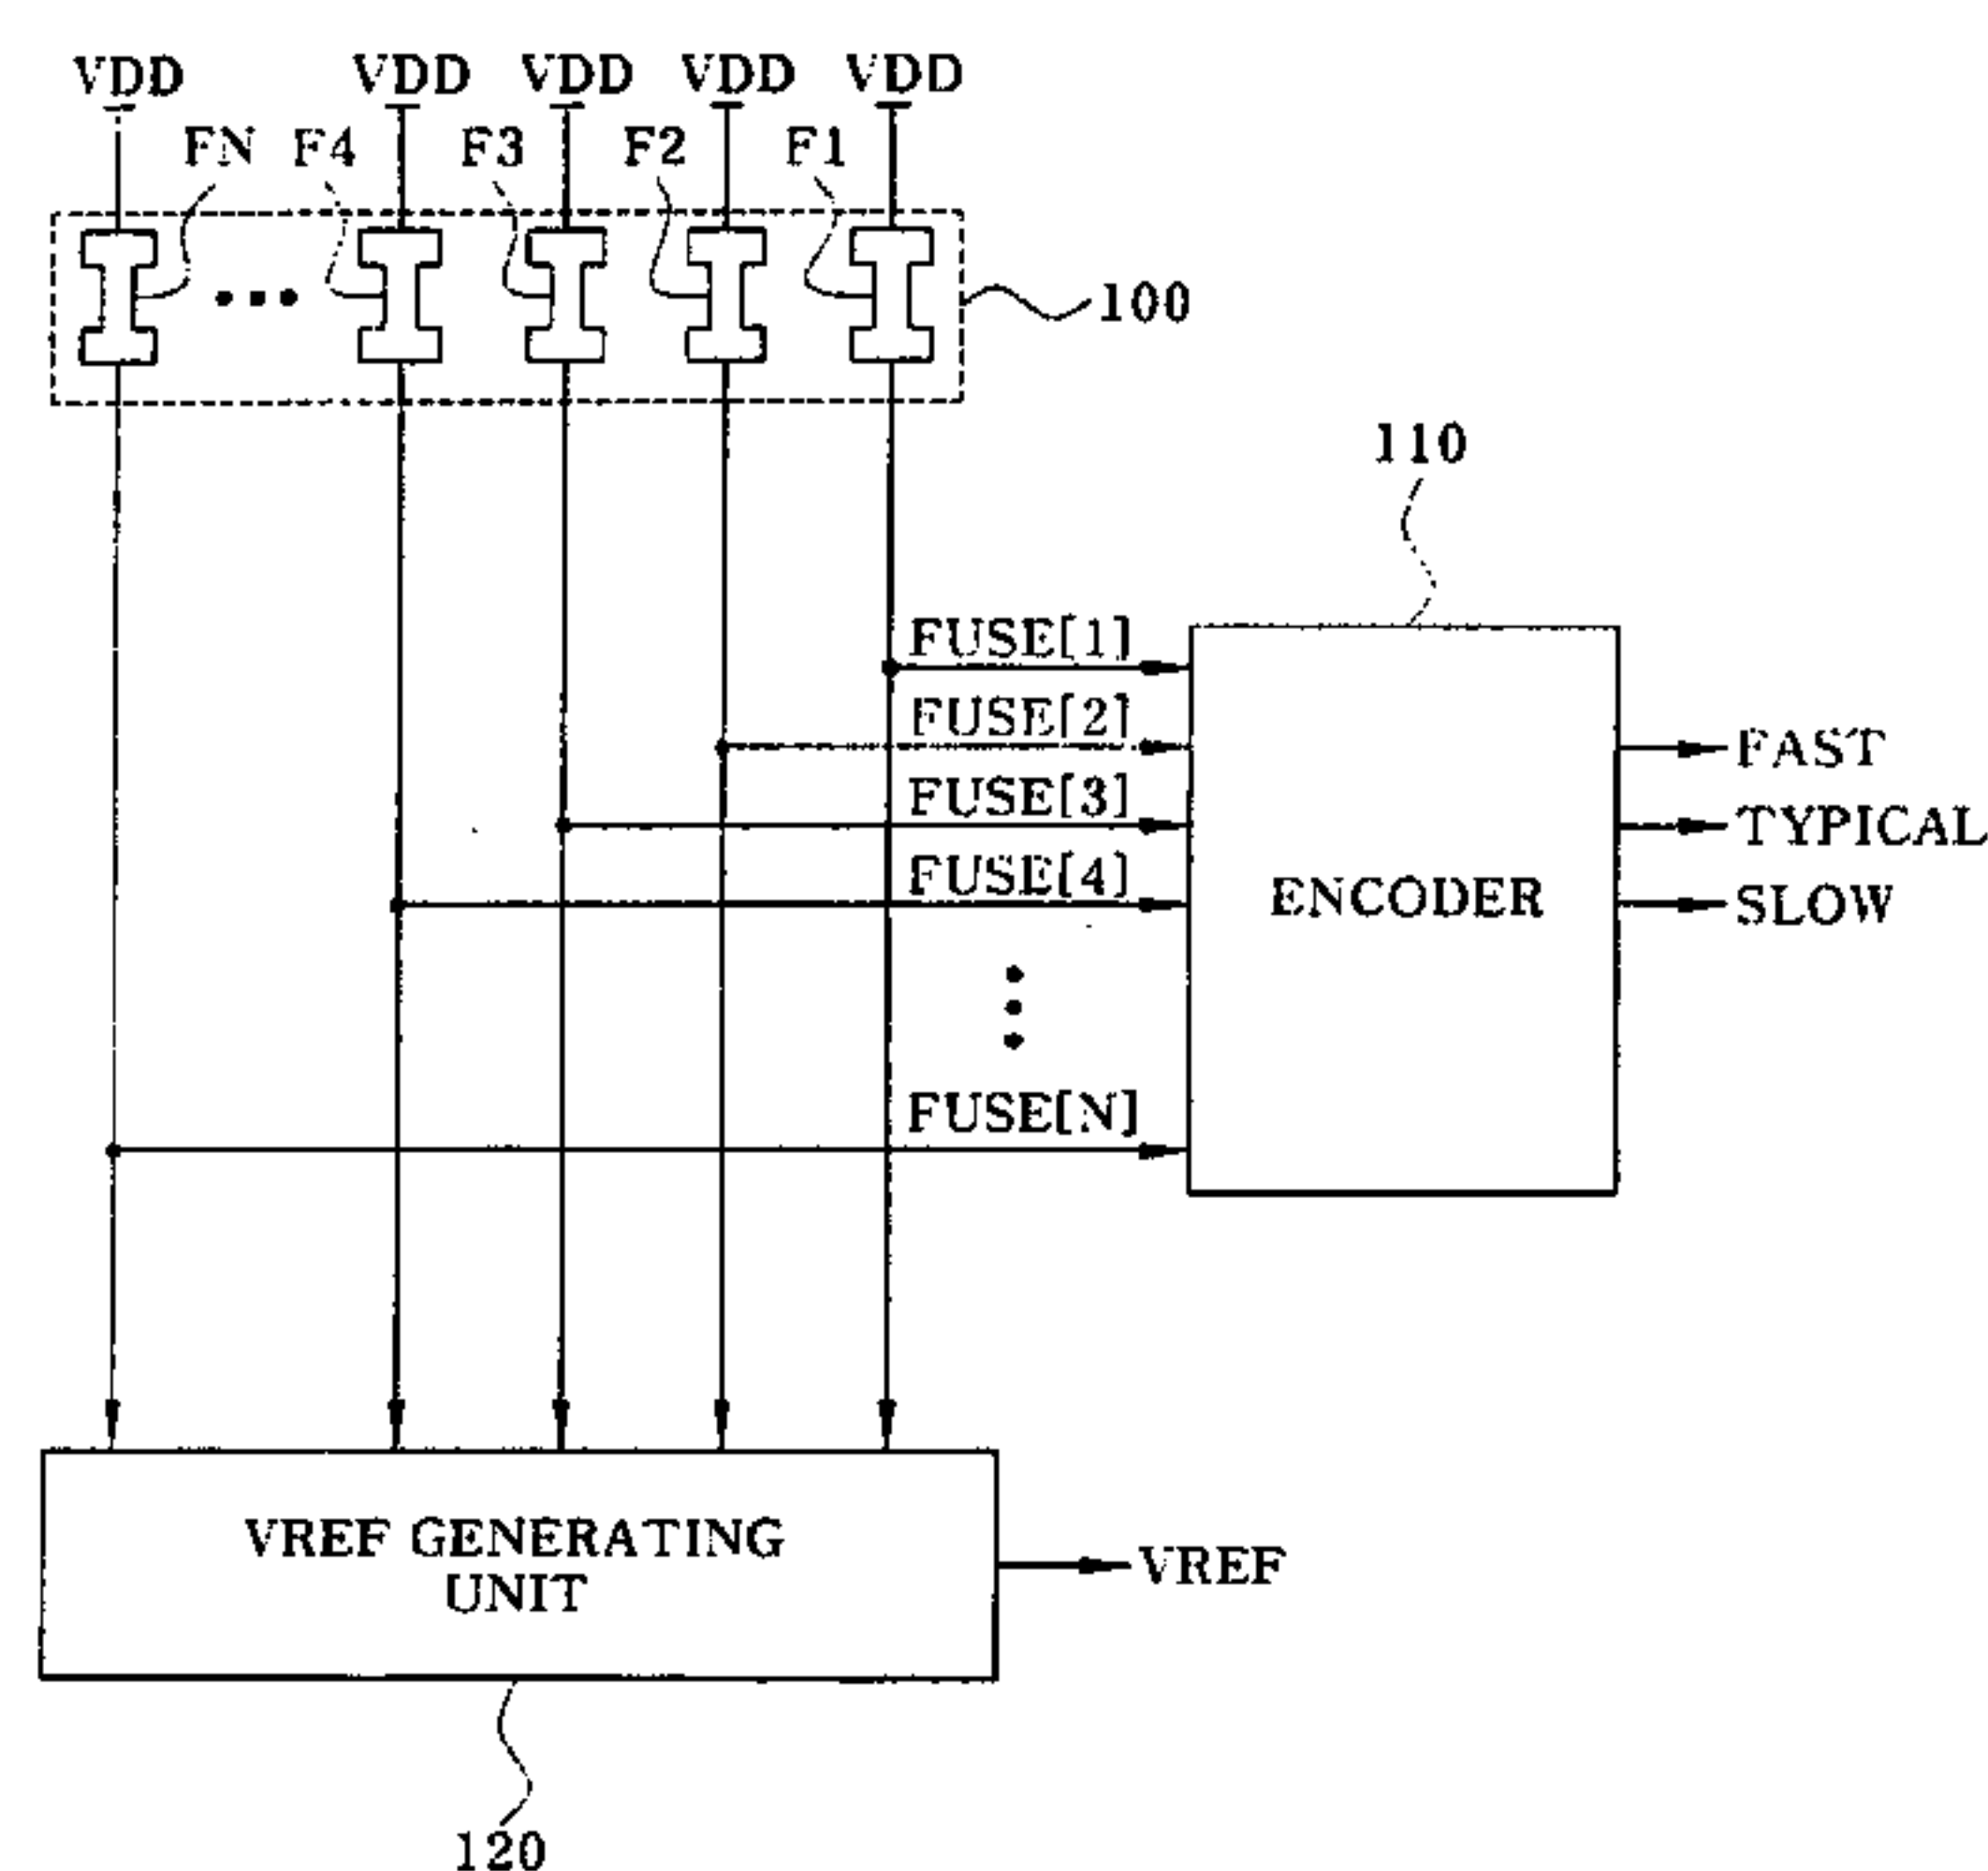 VDD VDD VDD VDD VDD
FN F4 F3 F2 F1
100
110
FUSE[1]
FUSE[2]
FAST
FUSE[3]
TYPICAL
FUSE[4]
ENCODER
SLOW
FUSE[N]
VREF GENERATING
UNIT
VREF
120